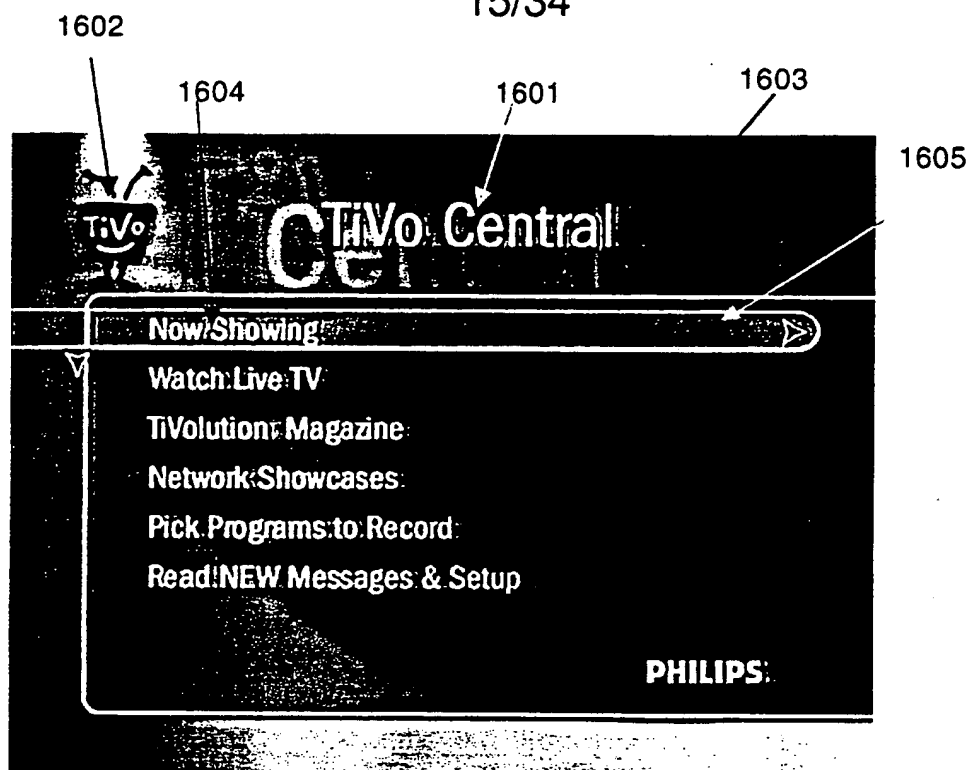 15/34
1602
1604
1601
1603
1605
TiVo
Ce
TiVo Central
Now Showing
Watch Live TV
TiVolution Magazine
Network Showcases
Pick Programs to Record
Read NEW Messages & Setup
PHILIPS